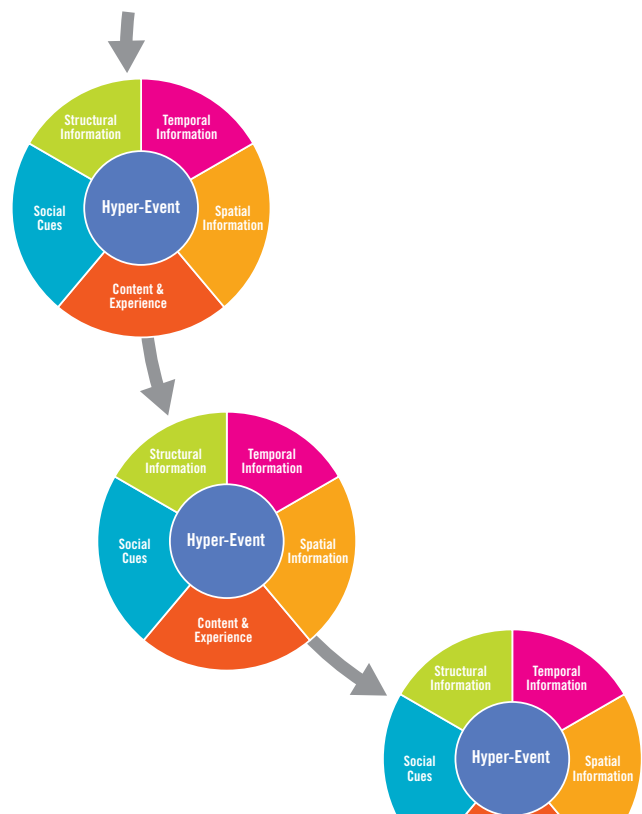 Structural
Information
Temporal
Information
Social
Cues
Hyper-Event
Spatial
Information
Content &
Experience
Structural
Information
Temporal
Information
Social
Cues
Hyper-Event
Spatial
Information
Content &
Experience
Structural
Information
Temporal
Information
Social
Cues
Hyper-Event
Spatial
Information